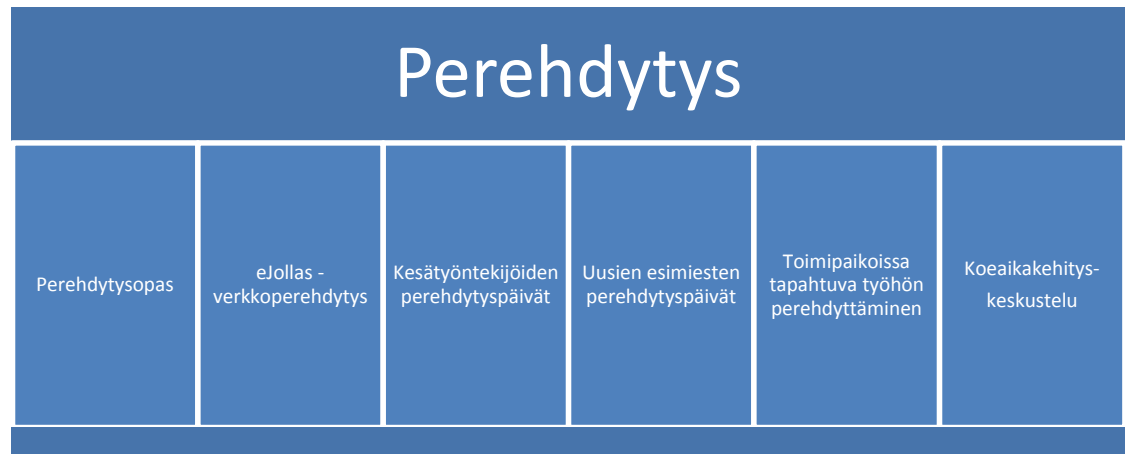 Perehdytys
Perehdytysopas
eJollas -
verkkoperehdytys
Kesätyöntekijöiden
perehdytyspäivät
Uusien esimiesten
perehdytyspäivät
Toimipaikoissa
tapahtuva työhön
perehdyttäminen
Koeaikakehitys-
keskustelu